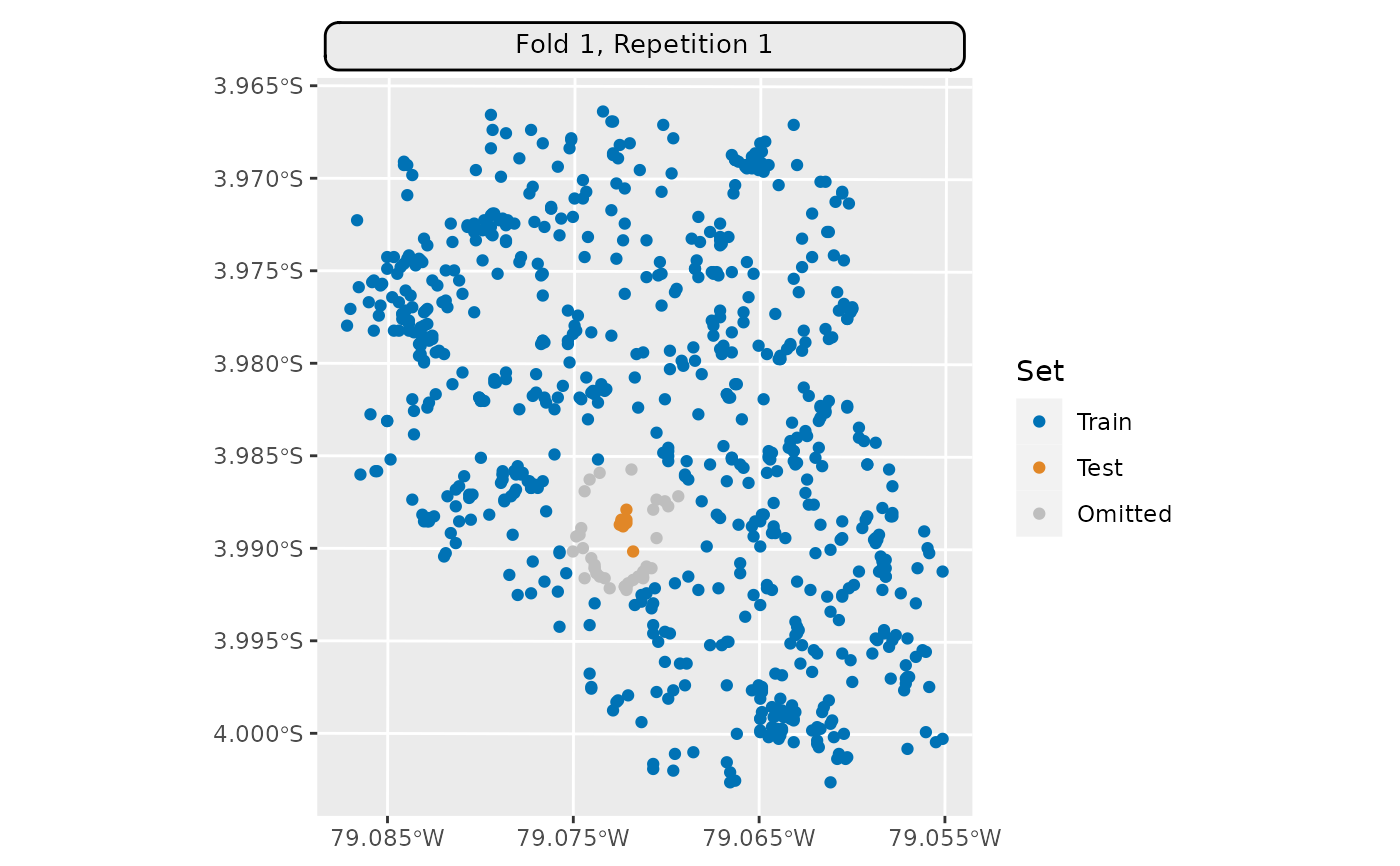 Fold 1, Repetition 1
3.965°S
3.970°S
3.975°S
3.980°S
3.985°S
3.990°S
3.995°S
4.000°S
79.085°W 79.075°W 79.065°W 79.055°W
Set
Train
Test
Omitted